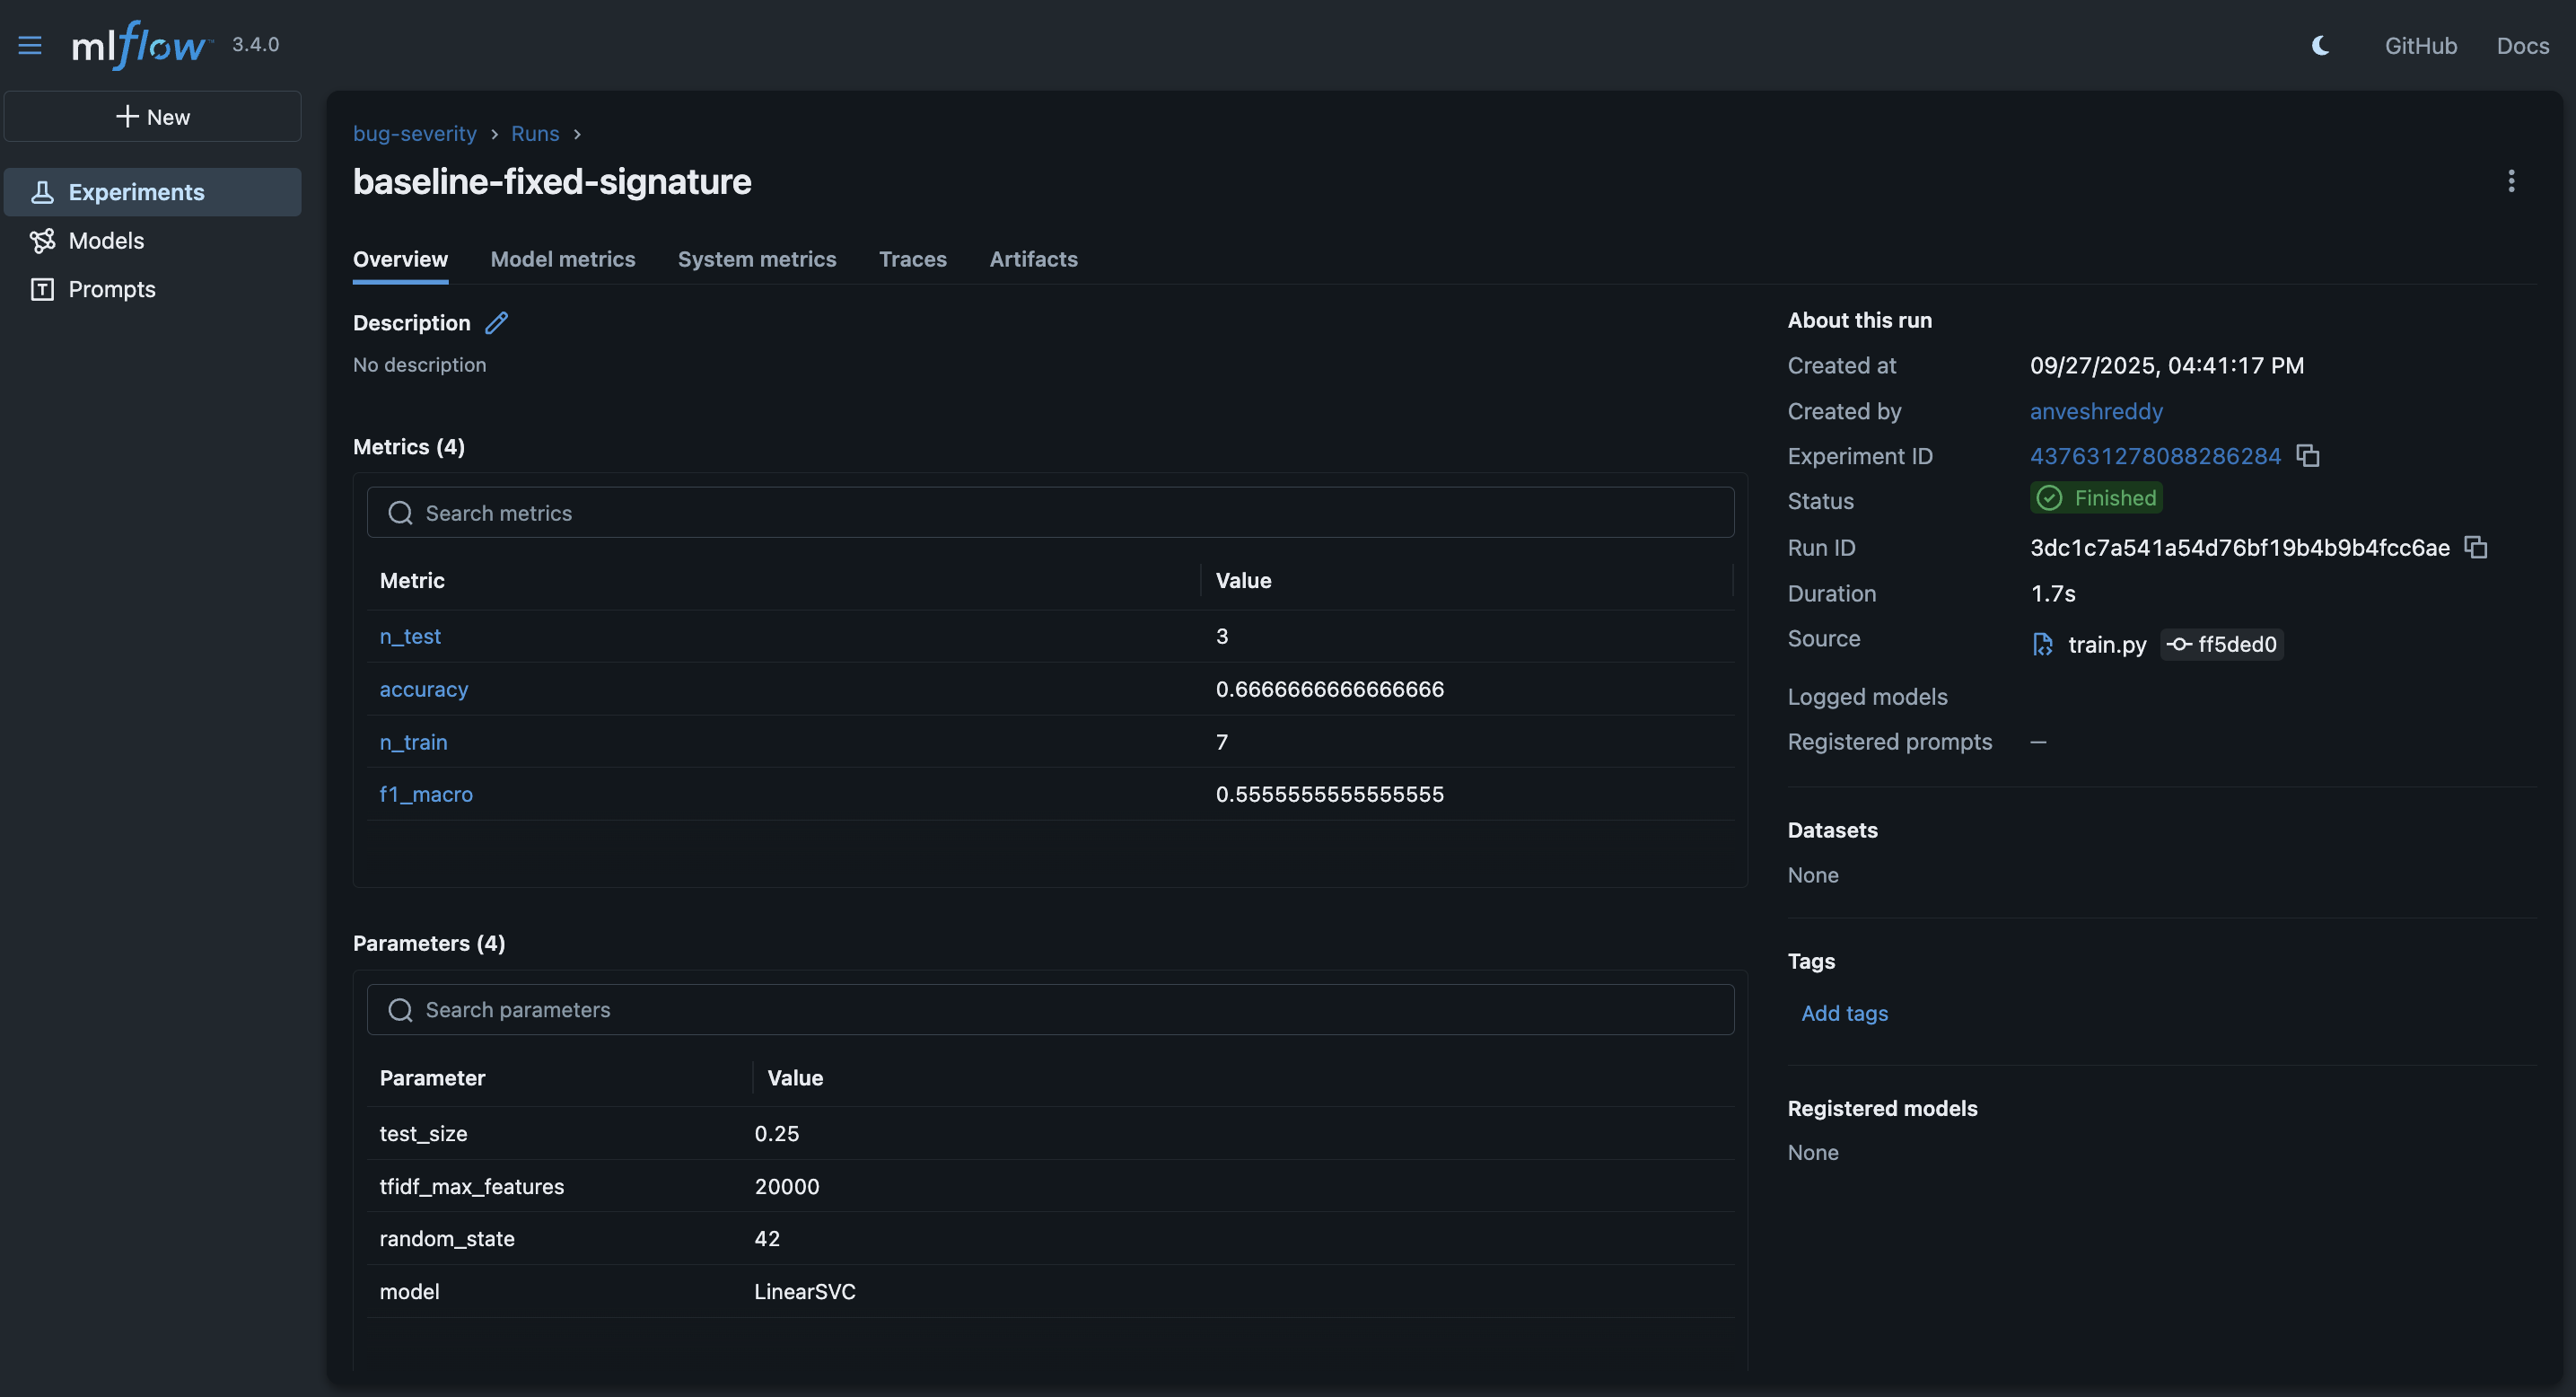 mlflow™ 3.4.0
GitHub
Docs
New
Experiments
Models
Prompts
bug-severity > Runs >
baseline-fixed-signature
Overview
Model metrics
System metrics
Traces
Artifacts
Description
No description
Metrics (4)
Search metrics
Metric Value
n_test 3
accuracy 0.6666666666666666
n_train 7
f1_macro 0.5555555555555555
Parameters (4)
Search parameters
Parameter Value
test_size 0.25
tfidf_max_features 20000
random_state 42
model LinearSVC
About this run
Created at 09/27/2025, 04:41:17 PM
Created by anveshreddy
Experiment ID 437631278088286284
Status Finished
Run ID 3dc1c7a541a54d76bf19b4b9b4fcc6ae
Duration 1.7s
Source train.py ff5ded0
Logged models
Registered prompts —
Datasets
None
Tags
Add tags
Registered models
None